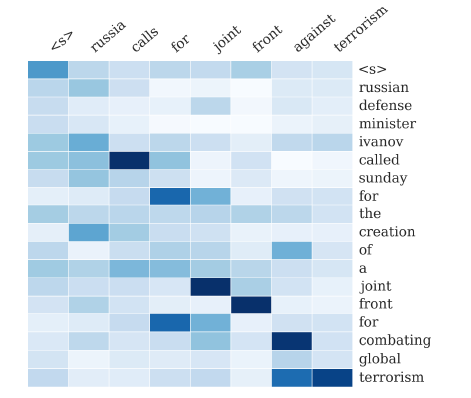 <s> russia calls for joint front against terrorism
<s>
russian
defense
minister
ivanov
called
sunday
for
the
creation
of
a
joint
front
for
combating
global
terrorism